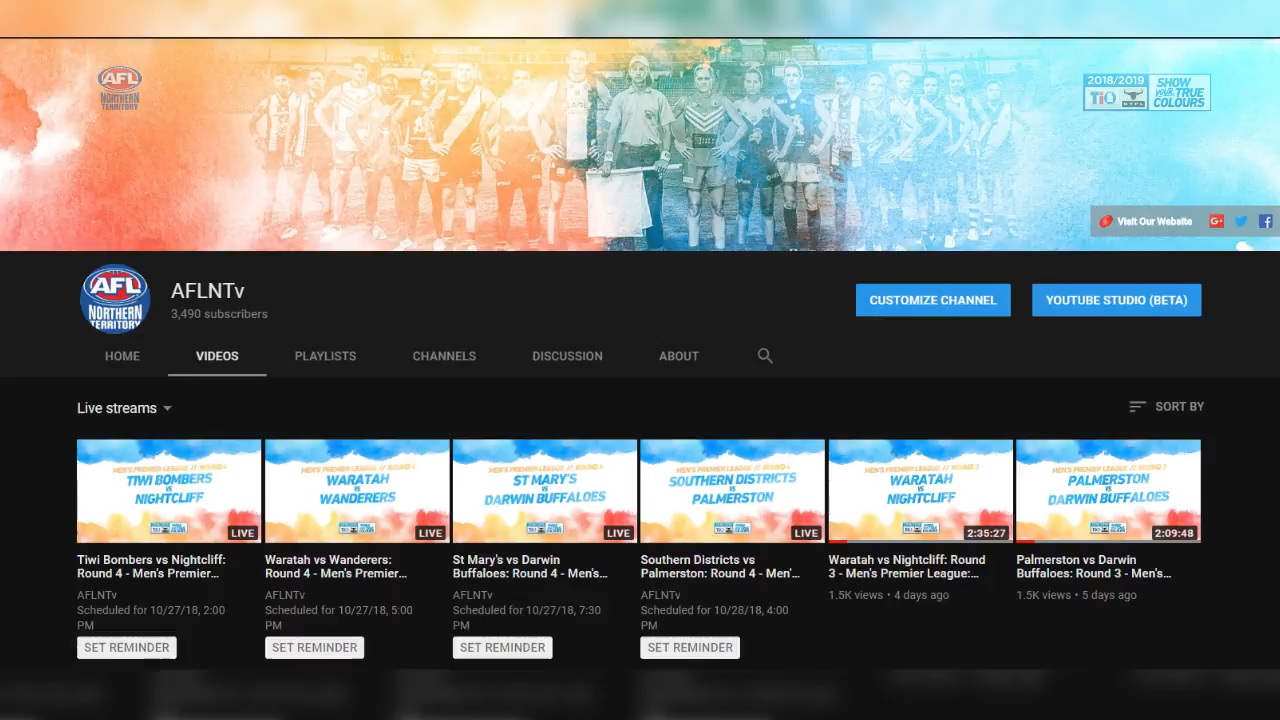 AFL
NORTHERN
TERRITORY
2018/2019
TIO
NTFL
SHOW
YOUR TRUE
COLOURS
Visit Our Website
G+
AFL
NORTHERN
TERRITORY
AFLNTv
3,490 subscribers
CUSTOMIZE CHANNEL
YOUTUBE STUDIO (BETA)
HOME
VIDEOS
PLAYLISTS
CHANNELS
DISCUSSION
ABOUT
Live streams
SORT BY
MEN'S PREMIER LEAGUE // ROUND 4
TIWI BOMBERS
VS
NIGHTCLIFF
LIVE
MEN'S PREMIER LEAGUE // ROUND 4
WARATAH
VS
WANDERERS
LIVE
MEN'S PREMIER LEAGUE // ROUND 4
ST MARY'S
VS
DARWIN BUFFALOES
LIVE
MEN'S PREMIER LEAGUE // ROUND 4
SOUTHERN DISTRICTS
VS
PALMERSTON
LIVE
MEN'S PREMIER LEAGUE // ROUND 3
WARATAH
VS
NIGHTCLIFF
2:35:27
MEN'S PREMIER LEAGUE // ROUND 3
PALMERSTON
VS
DARWIN BUFFALOES
2:09:48
Tiwi Bombers vs Nightcliff:
Round 4 - Men's Premier...
AFLNTv
Scheduled for 10/27/18, 2:00
PM
SET REMINDER
Waratah vs Wanderers:
Round 4 - Men's Premier...
AFLNTv
Scheduled for 10/27/18, 5:00
PM
SET REMINDER
St Mary's vs Darwin
Buffaloes: Round 4 - Men's...
AFLNTv
Scheduled for 10/27/18, 7:30
PM
SET REMINDER
Southern Districts vs
Palmerston: Round 4 - Men'...
AFLNTv
Scheduled for 10/28/18, 4:00
PM
SET REMINDER
Waratah vs Nightcliff: Round
3 - Men's Premier League:...
1.5K views • 4 days ago
Palmerston vs Darwin
Buffaloes: Round 3 - Men's...
1.5K views • 5 days ago